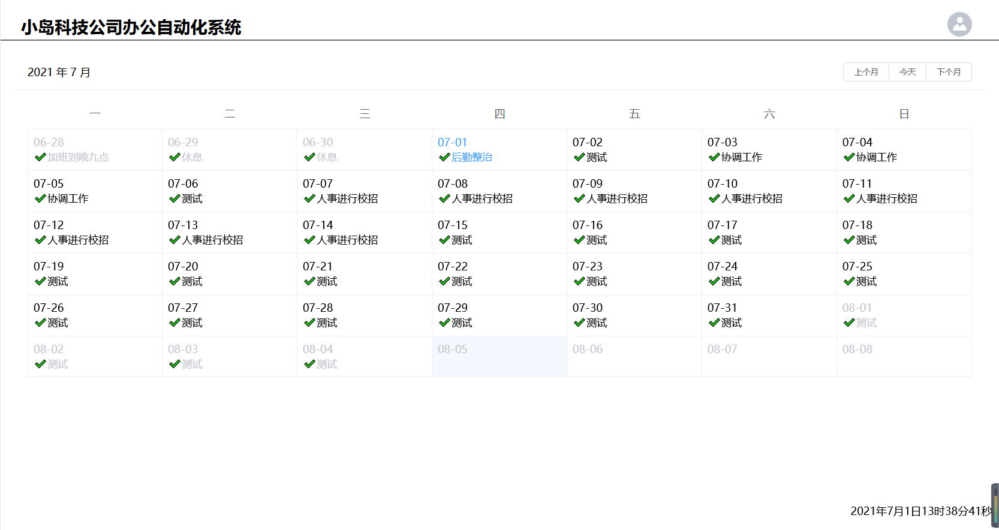 小岛科技公司办公自动化系统
2021 年 7 月
上个月 今天 下个月
一 二 三 四 五 六 日
06-28 06-29 06-30 07-01 07-02 07-03 07-04
加班到晚九点 休息 休息 后勤整治 测试 协调工作 协调工作
07-05 07-06 07-07 07-08 07-09 07-10 07-11
协调工作 测试 人事进行校招 人事进行校招 人事进行校招 人事进行校招 人事进行校招
07-12 07-13 07-14 07-15 07-16 07-17 07-18
人事进行校招 人事进行校招 人事进行校招 测试 测试 测试 测试
07-19 07-20 07-21 07-22 07-23 07-24 07-25
测试 测试 测试 测试 测试 测试 测试
07-26 07-27 07-28 07-29 07-30 07-31 08-01
测试 测试 测试 测试 测试 测试 测试
08-02 08-03 08-04 08-05 08-06 08-07 08-08
测试 测试 测试
2021年7月1日13时38分41秒